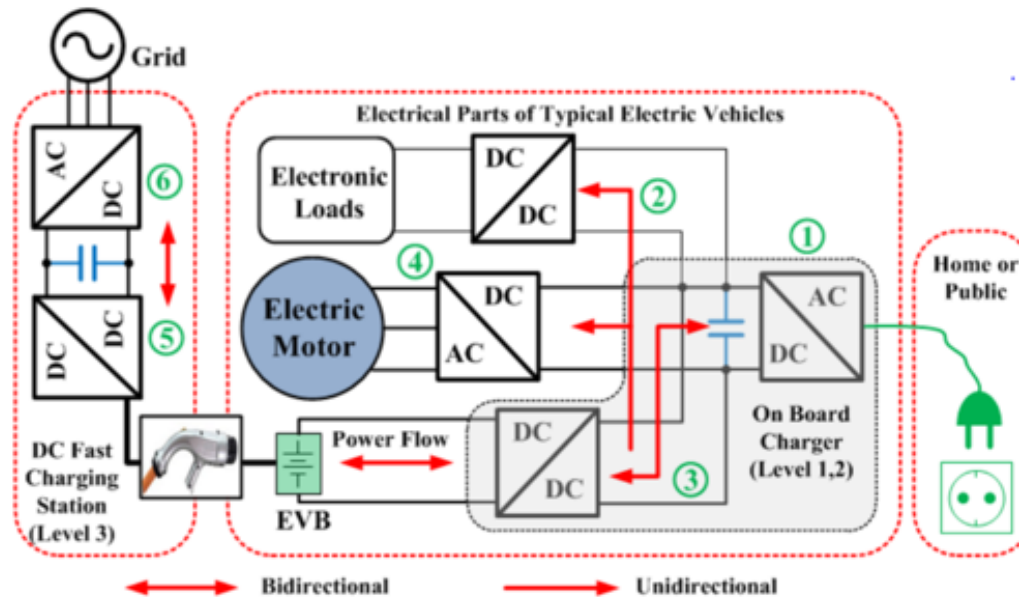 Grid
AC
DC
6
DC
DC
5
DC Fast
Charging
Station
(Level 3)
Electrical Parts of Typical Electric Vehicles
Electronic
Loads
DC
DC
2
1
4
Electric
Motor
DC
AC
AC
DC
On Board
Charger
(Level 1,2)
Power Flow
DC
DC
3
EVB
Home or
Public
Bidirectional
Unidirectional